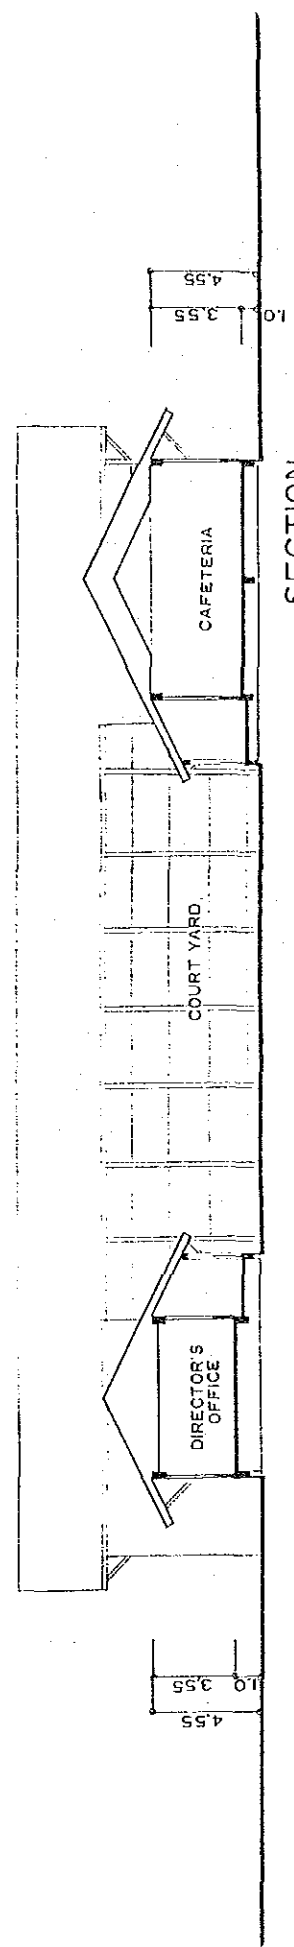 4.55
3.55
1.0
CAFETERIA
SECTION
COURT YARD
DIRECTOR'S
OFFICE
1.0
3.55
4.55